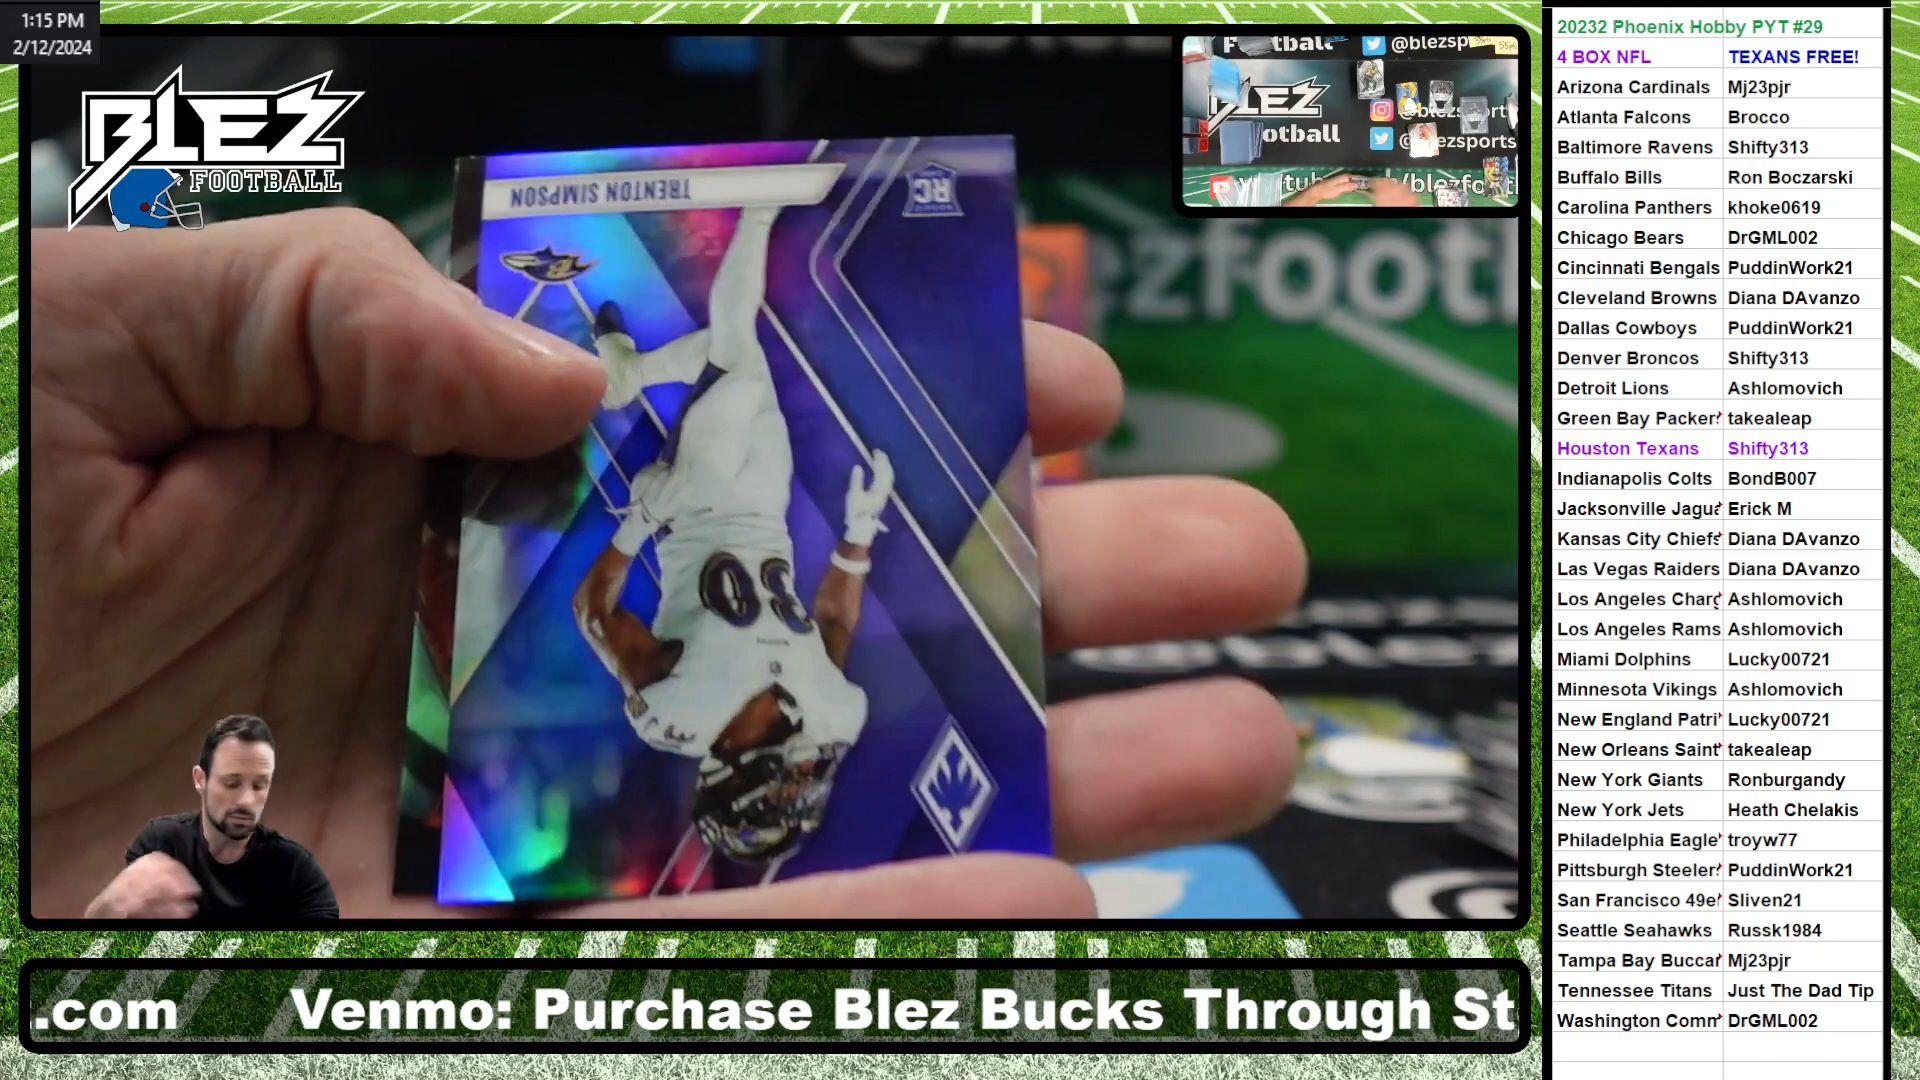 1:15 PM
2/12/2024
BLEZ
FOOTBALL
TRENTON SIMPSON
RC
30
ezfootl
@blezsp
BLEZ
otball
.com Venmo: Purchase Blez Bucks Through St
20232 Phoenix Hobby PYT #29
4 BOX NFL TEXANS FREE!
Arizona Cardinals Mj23pjr
Atlanta Falcons Brocco
Baltimore Ravens Shifty313
Buffalo Bills Ron Boczarski
Carolina Panthers khoke0619
Chicago Bears DrGML002
Cincinnati Bengals PuddinWork21
Cleveland Browns Diana DAvanzo
Dallas Cowboys PuddinWork21
Denver Broncos Shifty313
Detroit Lions Ashlomovich
Green Bay Packer takealeap
Houston Texans Shifty313
Indianapolis Colts BondB007
Jacksonville Jagua Erick M
Kansas City Chiefs Diana DAvanzo
Las Vegas Raiders Diana DAvanzo
Los Angeles Charg Ashlomovich
Los Angeles Rams Ashlomovich
Miami Dolphins Lucky00721
Minnesota Vikings Ashlomovich
New England Patri Lucky00721
New Orleans Saint takealeap
New York Giants Ronburgandy
New York Jets Heath Chelakis
Philadelphia Eagle troyw77
Pittsburgh Steeler PuddinWork21
San Francisco 49e Sliven21
Seattle Seahawks Russk1984
Tampa Bay Buccar Mj23pjr
Tennessee Titans Just The Dad Tip
Washington Comm DrGML002